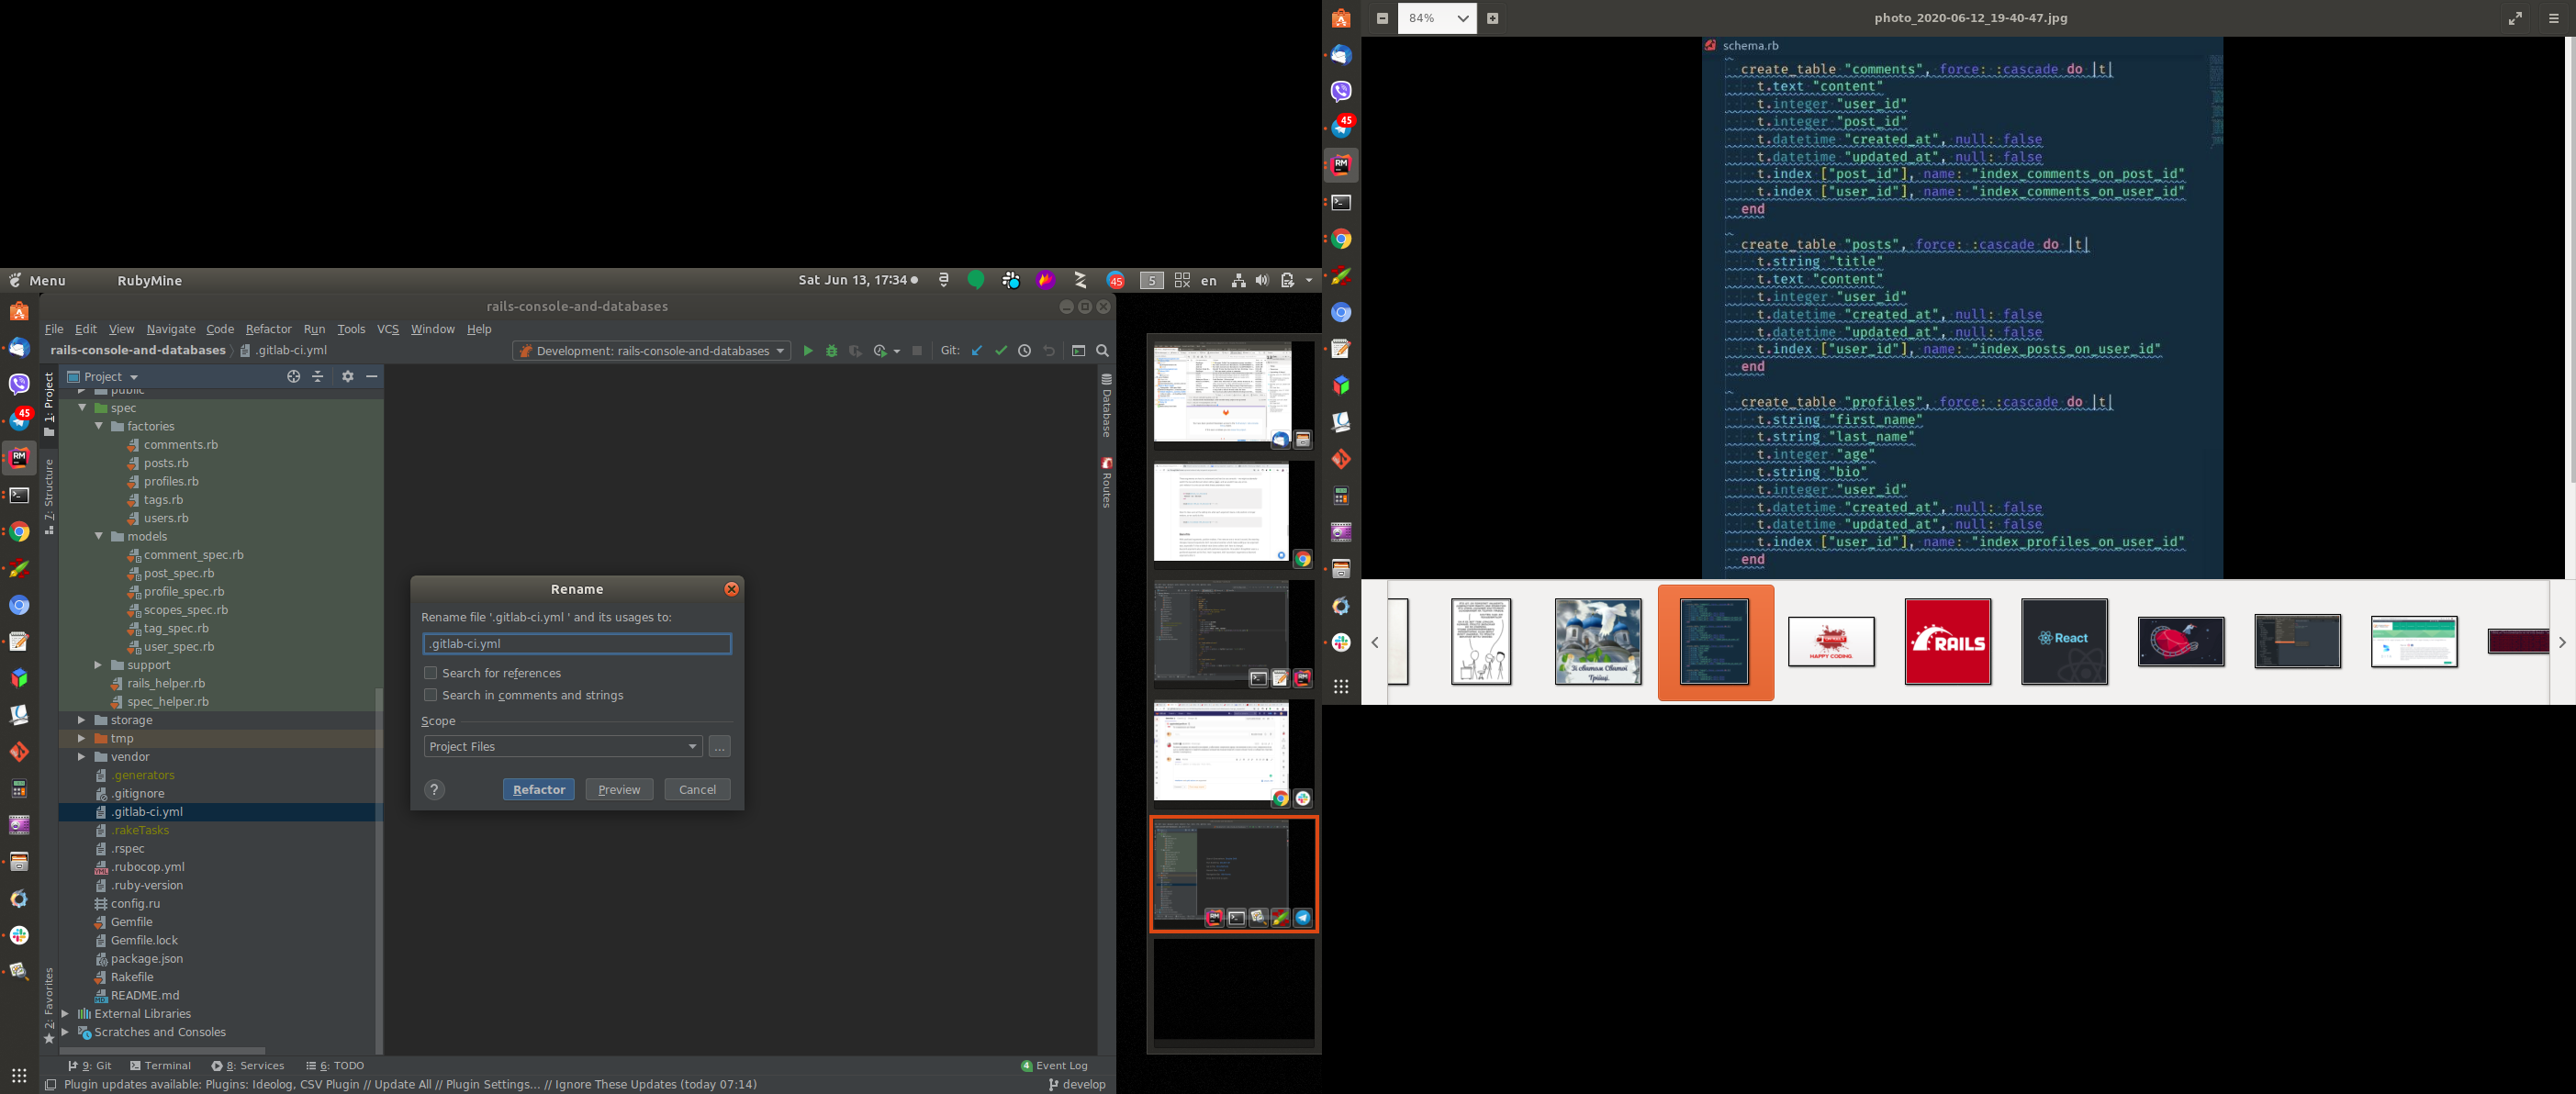 Menu
RubyMine
Sat Jun 13, 17:34
45
5
en
rails-console-and-databases
File Edit View Navigate Code Refactor Run Tools VCS Window Help
rails-console-and-databases
.gitlab-ci.yml
Development: rails-console-and-databases
Git:
Project
1: Project
7: Structure
2: Favorites
Database
Routes
public
spec
factories
comments.rb
posts.rb
profiles.rb
tags.rb
users.rb
models
comment_spec.rb
post_spec.rb
profile_spec.rb
scopes_spec.rb
tag_spec.rb
user_spec.rb
support
rails_helper.rb
spec_helper.rb
storage
tmp
vendor
.generators
.gitignore
.gitlab-ci.yml
.rakeTasks
.rspec
.rubocop.yml
.ruby-version
config.ru
Gemfile
Gemfile.lock
package.json
Rakefile
README.md
External Libraries
Scratches and Consoles
45
RM
Rename
Rename file '.gitlab-ci.yml ' and its usages to:
.gitlab-ci.yml
Search for references
Search in comments and strings
Scope
Project Files
...
?
Refactor
Preview
Cancel
9: Git
Terminal
8: Services
6: TODO
4 Event Log
Plugin updates available: Plugins: Ideolog, CSV Plugin // Update All // Plugin Settings... // Ignore These Updates (today 07:14)
develop
84%
photo_2020-06-12_19-40-47.jpg
45
RM
schema.rb
create_table "comments", force: :cascade do |t|
t.text "content"
t.integer "user_id"
t.integer "post_id"
t.datetime "created_at", null: false
t.datetime "updated_at", null: false
t.index ["post_id"], name: "index_comments_on_post_id"
t.index ["user_id"], name: "index_comments_on_user_id"
end
create_table "posts", force: :cascade do |t|
t.string "title"
t.text "content"
t.integer "user_id"
t.datetime "created_at", null: false
t.datetime "updated_at", null: false
t.index ["user_id"], name: "index_posts_on_user_id"
end
create_table "profiles", force: :cascade do |t|
t.string "first_name"
t.string "last_name"
t.integer "age"
t.string "bio"
t.integer "user_id"
t.datetime "created_at", null: false
t.datetime "updated_at", null: false
t.index ["user_id"], name: "index_profiles_on_user_id"
end
Зі святом Святої
Трійці
HAPPY CODING
RAILS
React